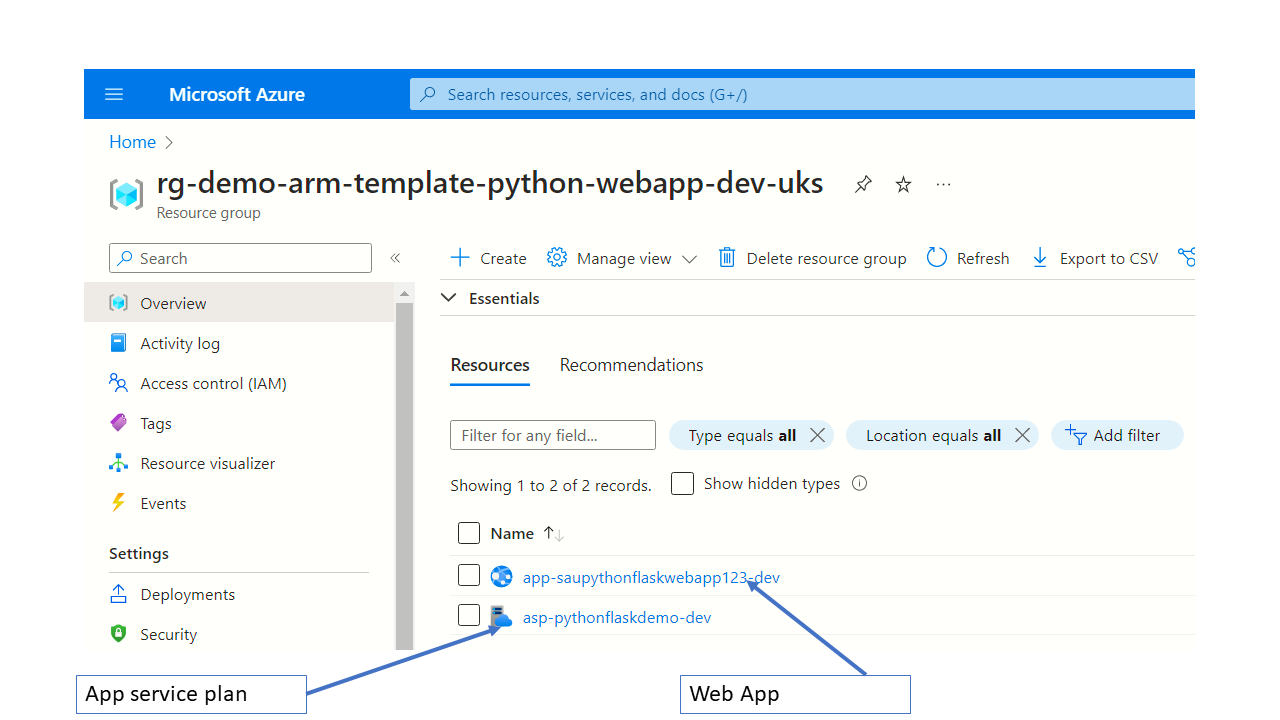 Microsoft Azure
Search resources, services, and docs (G+/)
Home
rg-demo-arm-template-python-webapp-dev-uks
Resource group
Search
Create
Manage view
Delete resource group
Refresh
Export to CSV
Overview
Activity log
Access control (IAM)
Tags
Resource visualizer
Events
Settings
Deployments
Security
Essentials
Resources
Recommendations
Filter for any field...
Type equals all
Location equals all
Add filter
Showing 1 to 2 of 2 records.
Show hidden types
Name
app-saupythonflaskwebapp123-dev
asp-pythonflaskdemo-dev
App service plan
Web App